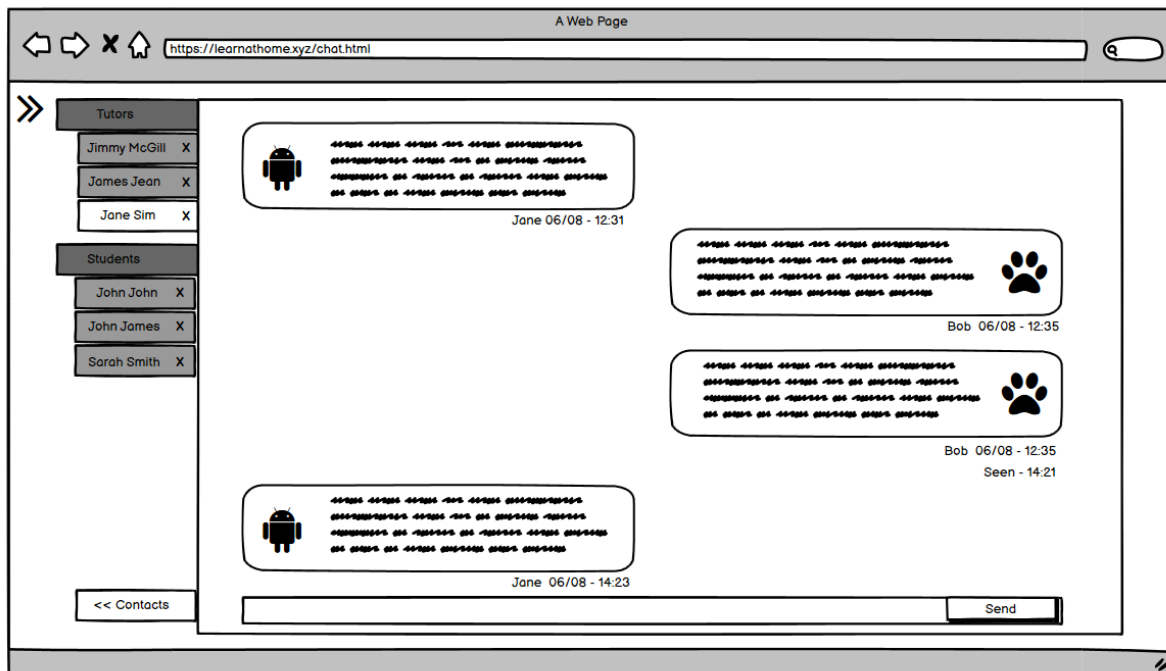 A Web Page
https://learnathome.xyz/chat.html
Tutors
Jimmy McGill X
James Jean X
Jane Sim X
Students
John John X
John James X
Sarah Smith X
<< Contacts
Jane 06/08 - 12:31
Bob 06/08 - 12:35
Bob 06/08 - 12:35
Seen - 14:21
Jane 06/08 - 14:23
Send